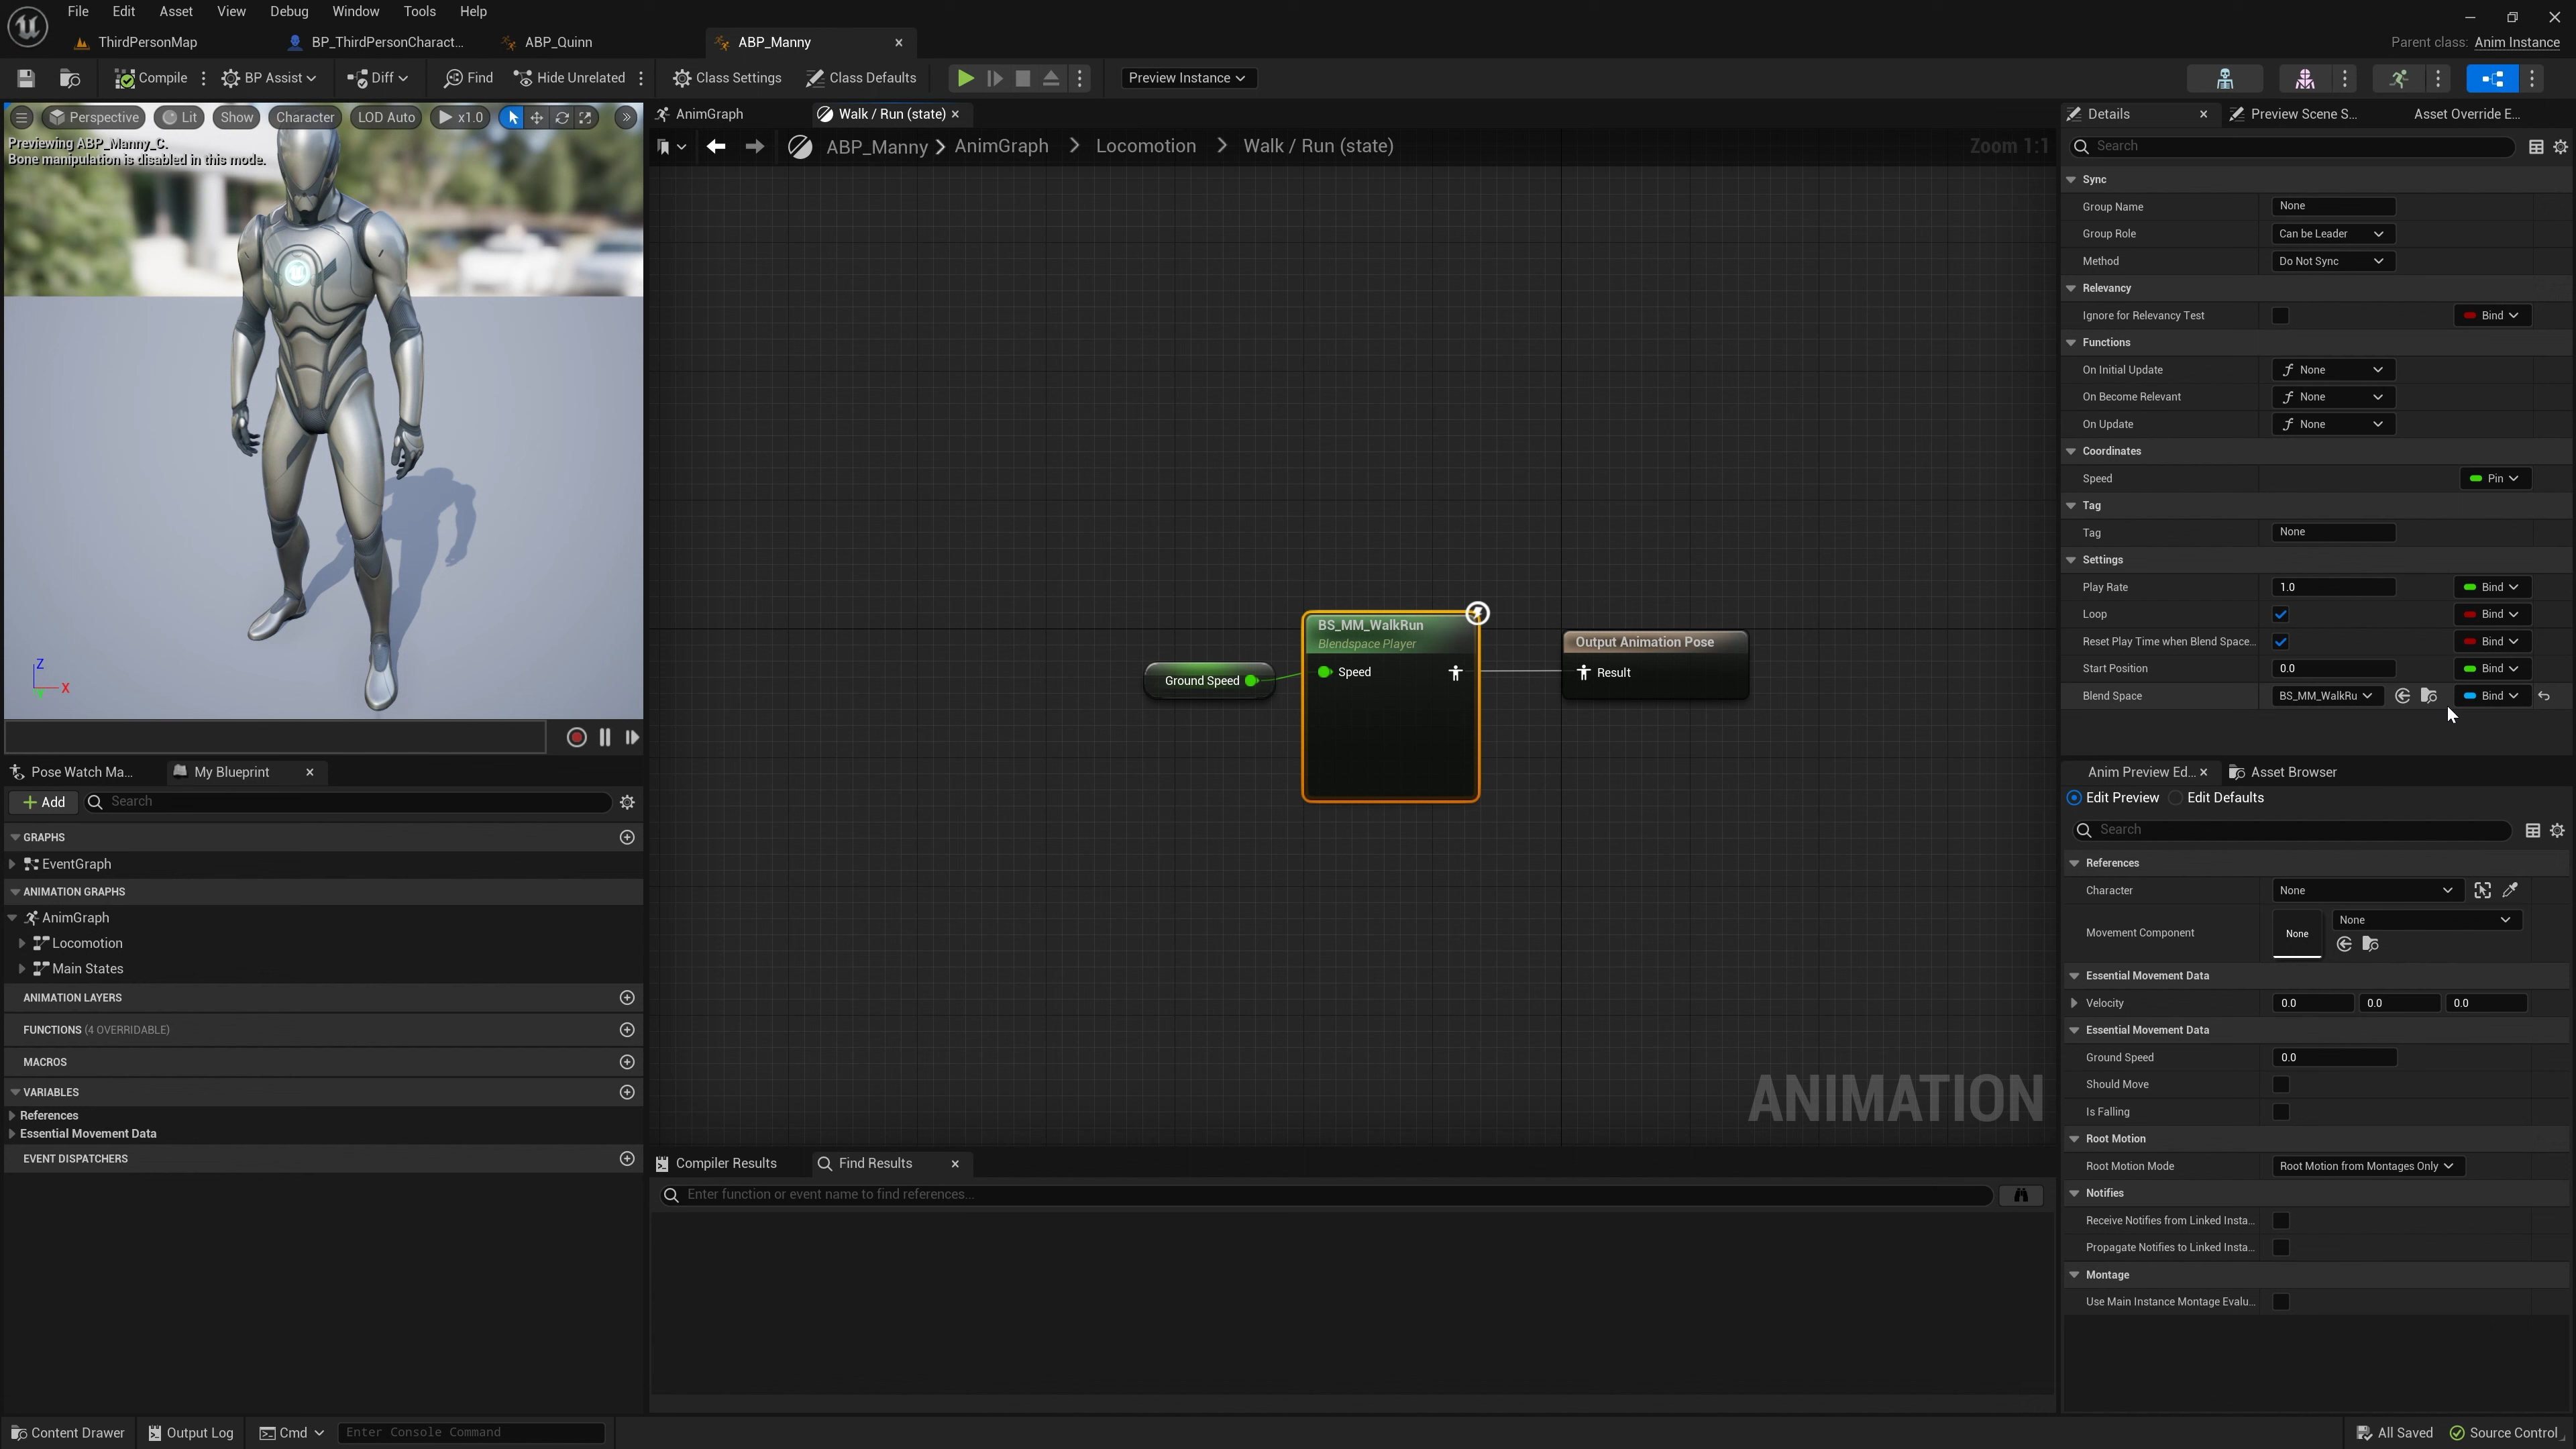 File Edit Asset View Debug Window Tools Help
ThirdPersonMap BP_ThirdPersonCharact... ABP_Quinn ABP_Manny
Parent class: Anim Instance
Compile BP Assist Diff Find Hide Unrelated Class Settings Class Defaults Preview Instance
Perspective Lit Show Character LOD Auto x1.0
Previewing ABP_Manny_C.
Bone manipulation is disabled in this mode.
Z
X
Y
Pose Watch Ma... My Blueprint
Add Search
GRAPHS
EventGraph
ANIMATION GRAPHS
AnimGraph
Locomotion
Main States
ANIMATION LAYERS
FUNCTIONS (4 OVERRIDABLE)
MACROS
VARIABLES
References
Essential Movement Data
EVENT DISPATCHERS
AnimGraph Walk / Run (state)
ABP_Manny > AnimGraph > Locomotion > Walk / Run (state)
Zoom 1:1
BS_MM_WalkRun
Blendspace Player
Speed
Ground Speed
Output Animation Pose
Result
ANIMATION
Compiler Results Find Results
Enter function or event name to find references...
Details Preview Scene S... Asset Override E...
Search
Sync
Group Name None
Group Role Can be Leader
Method Do Not Sync
Relevancy
Ignore for Relevancy Test Bind
Functions
On Initial Update None
On Become Relevant None
On Update None
Coordinates
Speed Pin
Tag
Tag None
Settings
Play Rate 1.0 Bind
Loop Bind
Reset Play Time when Blend Space... Bind
Start Position 0.0 Bind
Blend Space BS_MM_WalkRu Bind
Anim Preview Ed... Asset Browser
Edit Preview Edit Defaults
Search
References
Character None
None
Movement Component None
Essential Movement Data
Velocity 0.0 0.0 0.0
Essential Movement Data
Ground Speed 0.0
Should Move
Is Falling
Root Motion
Root Motion Mode Root Motion from Montages Only
Notifies
Receive Notifies from Linked Insta...
Propagate Notifies to Linked Insta...
Montage
Use Main Instance Montage Evalu...
Content Drawer Output Log Cmd Enter Console Command
All Saved Source Control